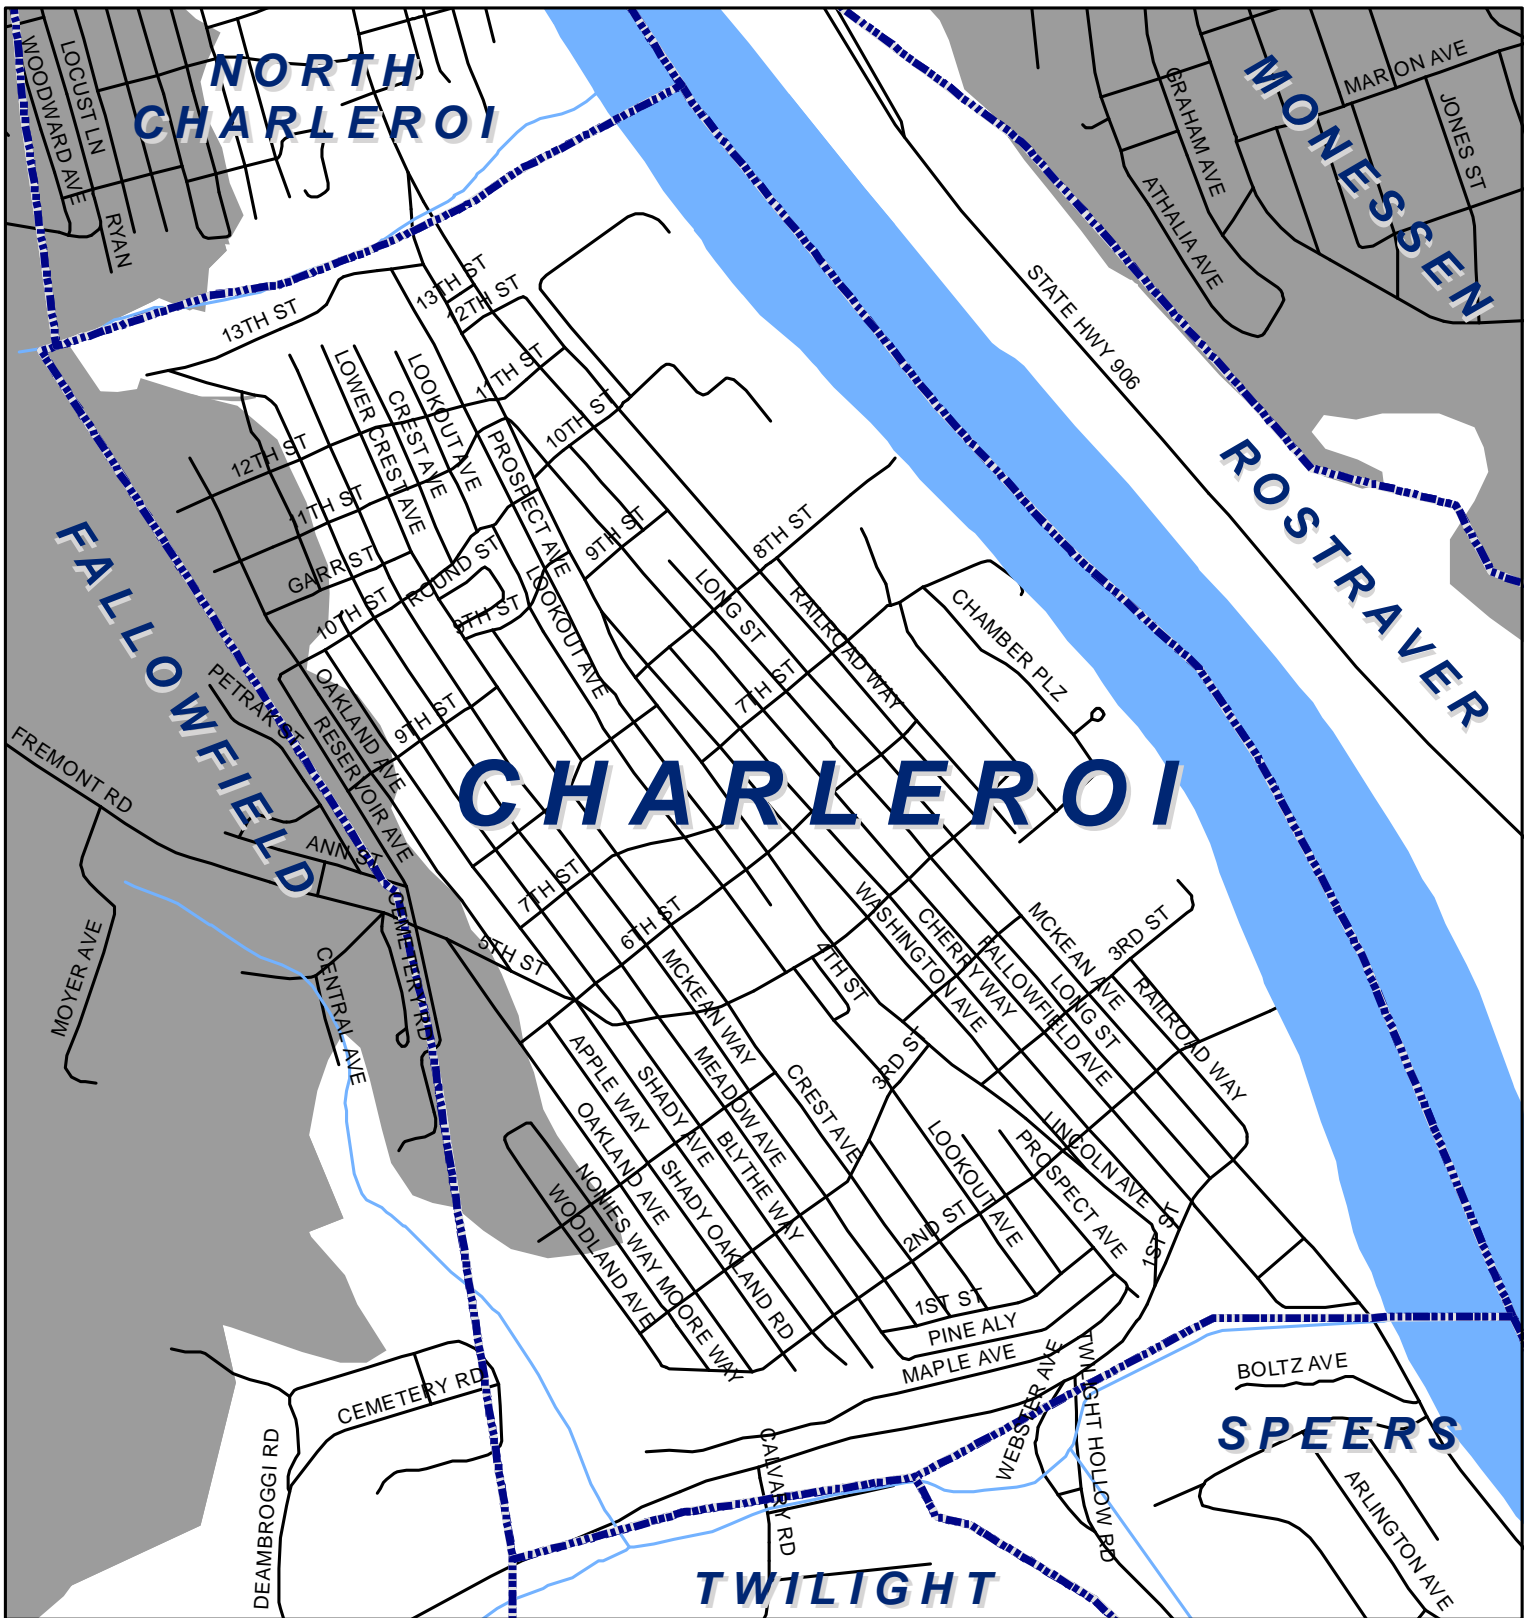 NORTH
CHARLEROI
WOODWARD AVE
LOCUST LN
RYAN
MONESSEN
MARION AVE
GRAHAM AVE
JONES ST
ATHALIA AVE
STATE HWY 906
13TH ST
13TH ST
12TH ST
11TH ST
10TH ST
LOWER CREST AVE
CREST AVE
LOOKOUT AVE
PROSPECT AVE
12TH ST
11TH ST
GARR ST
10TH ST
ROUND ST
9TH ST
9TH ST
8TH ST
LOOKOUT AVE
LONG ST
RAILROAD WAY
CHAMBER PLZ
7TH ST
ROSTRAVER
FALLOWFIELD
PETRAK ST
OAKLAND AVE
RESERVOIR AVE
9TH ST
FREMONT RD
ANN ST
CHARLEROI
7TH ST
6TH ST
5TH ST
4TH ST
WASHINGTON AVE
CHERRY WAY
FALLOWFIELD AVE
MCKEAN AVE
LONG ST
3RD ST
RAILROAD WAY
MOYER AVE
CENTRAL AVE
CEMETERY RD
MCKEAN WAY
APPLE WAY
SHADY AVE
MEADOW AVE
CREST AVE
3RD ST
OAKLAND AVE
BLYTHE WAY
LOOKOUT AVE
PROSPECT AVE
LINCOLN AVE
NONIES WAY
WOODLAND AVE
SHADY OAKLAND RD
MOORE WAY
2ND ST
1ST ST
1ST ST
PINE ALY
MAPLE AVE
CEMETERY RD
DEAMBROGGI RD
CALVARY RD
WEBSTER AVE
TWILIGHT HOLLOW RD
BOLTZ AVE
SPEERS
ARLINGTON AVE
TWILIGHT